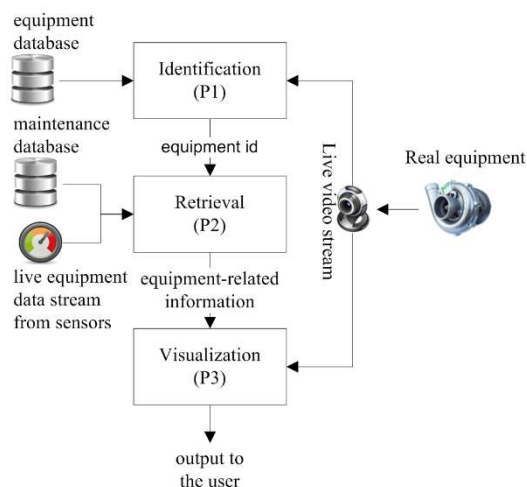 equipment
database
Identification
(P1)
equipment id
maintenance
database
Retrieval
(P2)
Live video stream
Real equipment
live equipment
data stream
from sensors
equipment-related
information
Visualization
(P3)
output to
the user